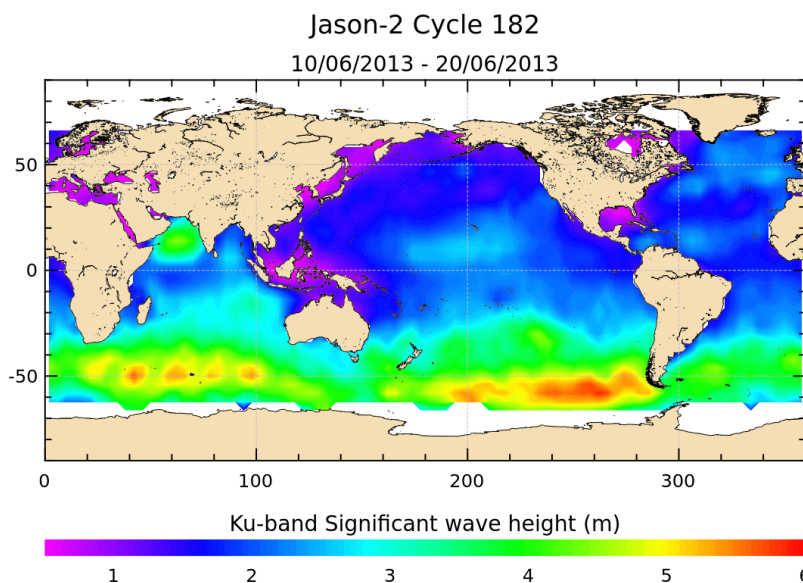 Jason-2 Cycle 182
10/06/2013 - 20/06/2013
50
0
-50
0 100 200 300
Ku-band Significant wave height (m)
1 2 3 4 5 6